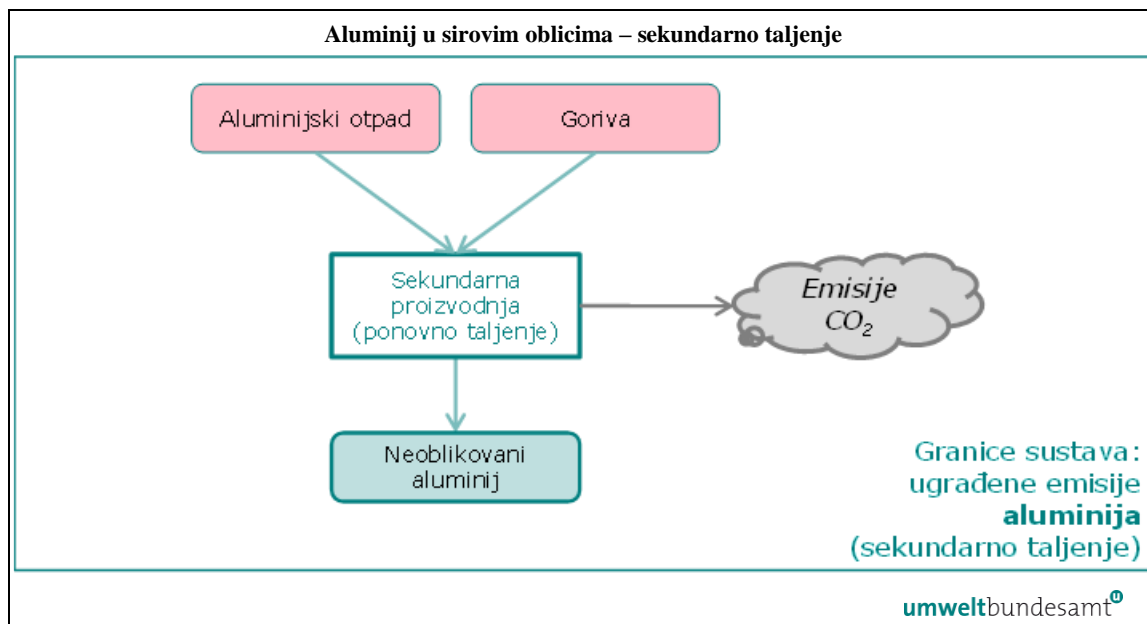 Aluminij u sirovim oblicima – sekundarno taljenje
Aluminijski otpad
Goriva
Sekundarna
proizvodnja
(ponovno taljenje)
Emisije
CO₂
Neoblikovani
aluminij
Granice sustava:
ugrađene emisije
aluminija
(sekundarno taljenje)
umweltbundesamtᵘ